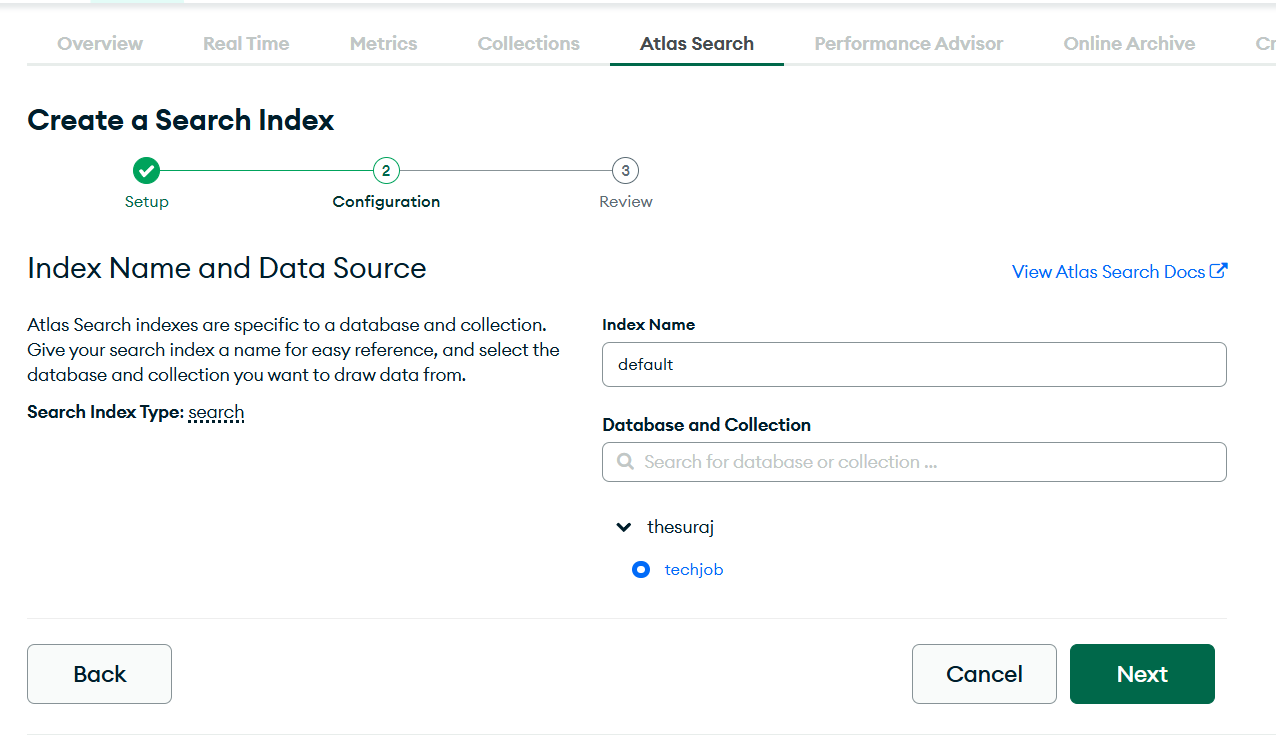 Overview Real Time Metrics Collections Atlas Search Performance Advisor Online Archive
Create a Search Index
2 3
Setup Configuration Review
Index Name and Data Source
View Atlas Search Docs
Atlas Search indexes are specific to a database and collection.
Give your search index a name for easy reference, and select the
database and collection you want to draw data from.
Search Index Type: search
Index Name
default
Database and Collection
Search for database or collection ...
thesuraj
techjob
Back Cancel Next